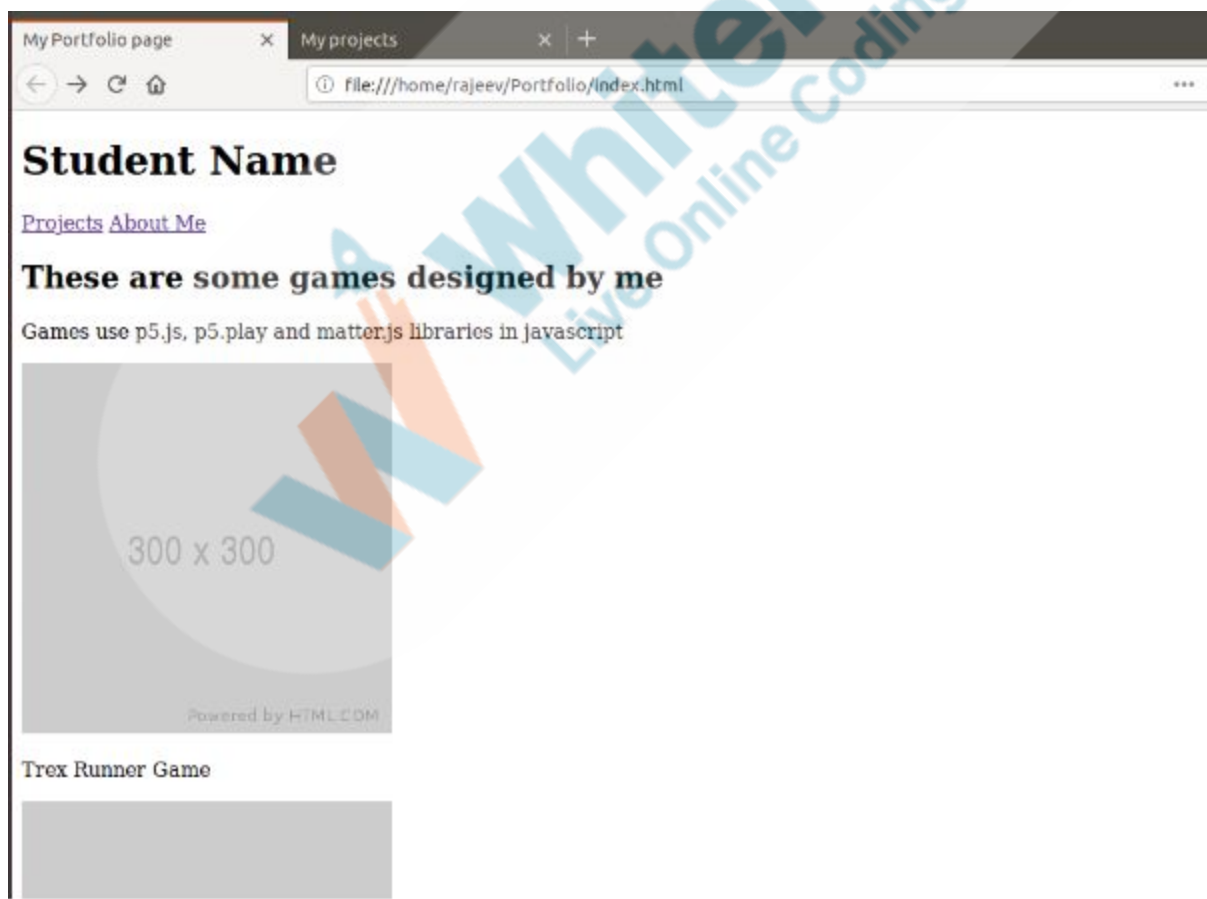 My Portfolio page
My projects
file:///home/rajeev/Portfolio/index.html
Student Name
Projects About Me
These are some games designed by me
Games use p5.js, p5.play and matter.js libraries in javascript
300 x 300
Powered by HTML.COM
Trex Runner Game
Live Online Coding